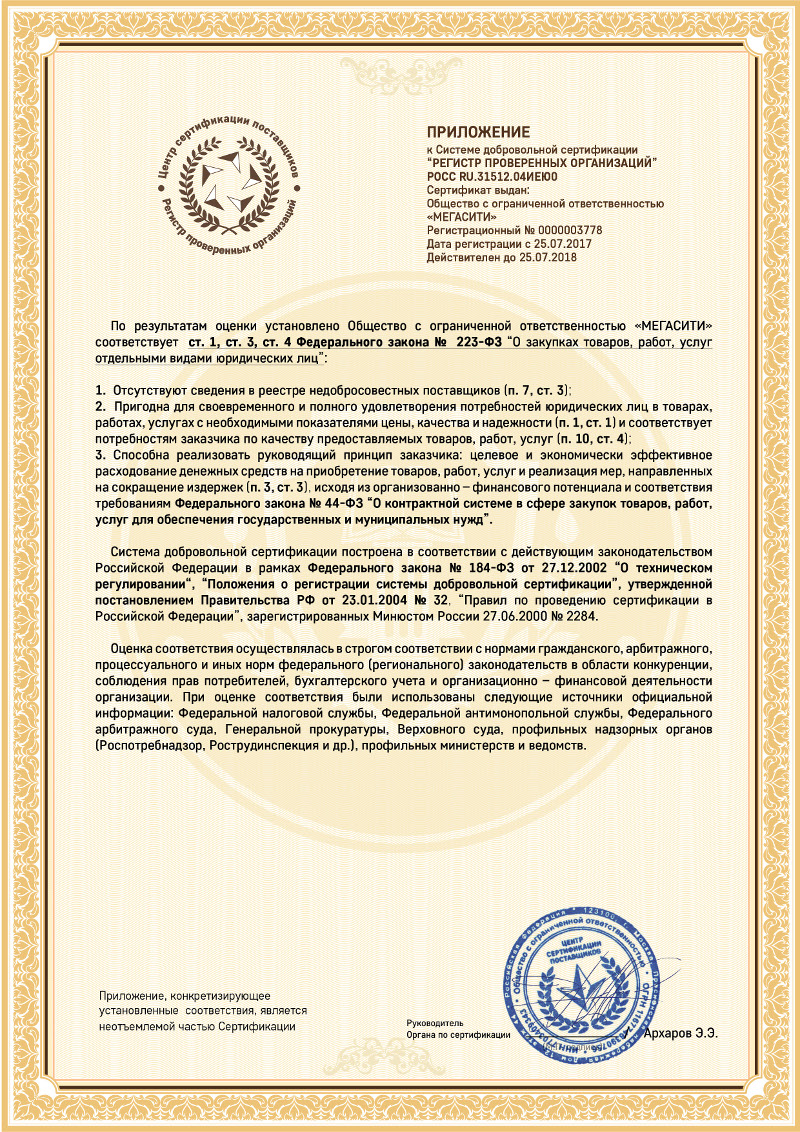 Центр сертификации поставщиков
Регистр проверенных организаций
ПРИЛОЖЕНИЕ
к Системе добровольной сертификации
“РЕГИСТР ПРОВЕРЕННЫХ ОРГАНИЗАЦИЙ”
РОСС RU.31512.04ИЕЮ0
Сертификат выдан:
Общество с ограниченной ответственностью
«МЕГАСИТИ»
Регистрационный № 0000003778
Дата регистрации с 25.07.2017
Действителен до 25.07.2018
По результатам оценки установлено Общество с ограниченной ответственностью «МЕГАСИТИ»
соответствует ст. 1, ст. 3, ст. 4 Федерального закона № 223-ФЗ “О закупках товаров, работ, услуг
отдельными видами юридических лиц”:
1. Отсутствуют сведения в реестре недобросовестных поставщиков (п. 7, ст. 3);
2. Пригодна для своевременного и полного удовлетворения потребностей юридических лиц в товарах,
работах, услугах с необходимыми показателями цены, качества и надежности (п. 1, ст. 1) и соответствует
потребностям заказчика по качеству предоставляемых товаров, работ, услуг (п. 10, ст. 4);
3. Способна реализовать руководящий принцип заказчика: целевое и экономически эффективное
расходование денежных средств на приобретение товаров, работ, услуг и реализация мер, направленных
на сокращение издержек (п. 3, ст. 3), исходя из организованно – финансового потенциала и соответствия
требованиям Федерального закона № 44-ФЗ “О контрактной системе в сфере закупок товаров, работ,
услуг для обеспечения государственных и муниципальных нужд”.
Система добровольной сертификации построена в соответствии с действующим законодательством
Российской Федерации в рамках Федерального закона № 184-ФЗ от 27.12.2002 “О техническом
регулировании“, “Положения о регистрации системы добровольной сертификации”, утвержденной
постановлением Правительства РФ от 23.01.2004 № 32, “Правил по проведению сертификации в
Российской Федерации”, зарегистрированных Минюстом России 27.06.2000 № 2284.
Оценка соответствия осуществлялась в строгом соответствии с нормами гражданского, арбитражного,
процессуального и иных норм федерального (регионального) законодательств в области конкуренции,
соблюдения прав потребителей, бухгалтерского учета и организационно – финансовой деятельности
организации. При оценке соответствия были использованы следующие источники официальной
информации: Федеральной налоговой службы, Федеральной антимонопольной службы, Федерального
арбитражного суда, Генеральной прокуратуры, Верховного суда, профильных надзорных органов
(Роспотребнадзор, Рострудинспекция и др.), профильных министерств и ведомств.
Российская Федерация • 123100, г. Москва
Общество с ограниченной ответственностью
ЦЕНТР
СЕРТИФИКАЦИИ
ПОСТАВЩИКОВ
Приложение, конкретизирующее
установленные соответствия, является
неотъемлемой частью Сертификации
Руководитель
Органа по сертификации
Архаров Э.Э.